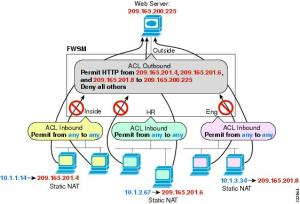 Web Server:
209.165.200.225
FWSM
Outside
ACL Outbound
Permit HTTP from 209.165.201.4, 209.165.201.6,
and 209.165.201.8 to 209.165.200.225
Deny all others
Inside
HR
Eng
ACL Inbound
Permit from any to any
ACL Inbound
Permit from any to any
ACL Inbound
Permit from any to any
10.1.1.14
209.165.201.4
Static NAT
10.1.2.67
209.165.201.6
Static NAT
10.1.3.34
209.165.201.8
Static NAT